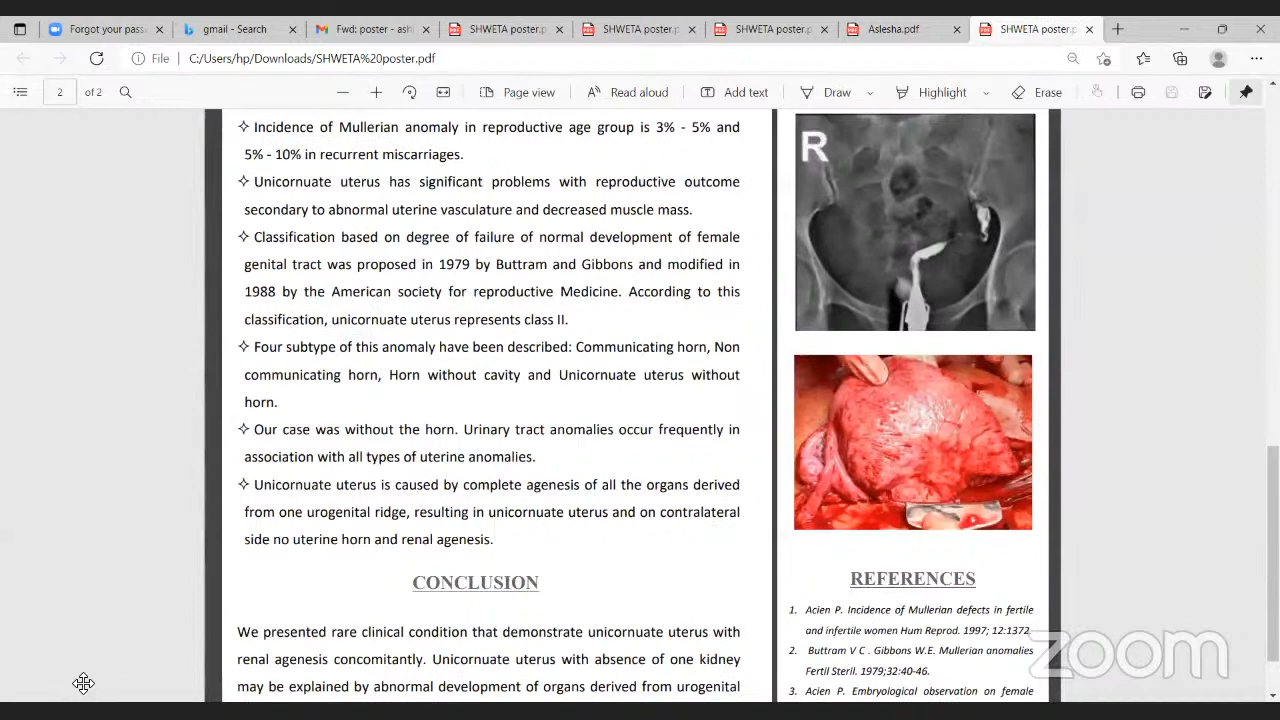 Forgot your pass
gmail - Search
Fwd: poster - ash
SHWETA poster.p
SHWETA poster.p
SHWETA poster.p
Aslesha.pdf
SHWETA poster.p
File
C:/Users/hp/Downloads/SHWETA%20poster.pdf
2 of 2
Page view
Read aloud
Add text
Draw
Highlight
Erase
✧ Incidence of Mullerian anomaly in reproductive age group is 3% - 5% and
5% - 10% in recurrent miscarriages.
✧ Unicornuate uterus has significant problems with reproductive outcome
secondary to abnormal uterine vasculature and decreased muscle mass.
✧ Classification based on degree of failure of normal development of female
genital tract was proposed in 1979 by Buttram and Gibbons and modified in
1988 by the American society for reproductive Medicine. According to this
classification, unicornuate uterus represents class II.
✧ Four subtype of this anomaly have been described: Communicating horn, Non
communicating horn, Horn without cavity and Unicornuate uterus without
horn.
✧ Our case was without the horn. Urinary tract anomalies occur frequently in
association with all types of uterine anomalies.
✧ Unicornuate uterus is caused by complete agenesis of all the organs derived
from one urogenital ridge, resulting in unicornuate uterus and on contralateral
side no uterine horn and renal agenesis.
CONCLUSION
We presented rare clinical condition that demonstrate unicornuate uterus with
renal agenesis concomitantly. Unicornuate uterus with absence of one kidney
may be explained by abnormal development of organs derived from urogenital
R
REFERENCES
1. Acien P. Incidence of Mullerian defects in fertile
and infertile women Hum Reprod. 1997; 12:1372
2. Buttram V C . Gibbons W.E. Mullerian anomalies
Fertil Steril. 1979;32:40-46.
3. Acien P. Embryological observation on female
zoom